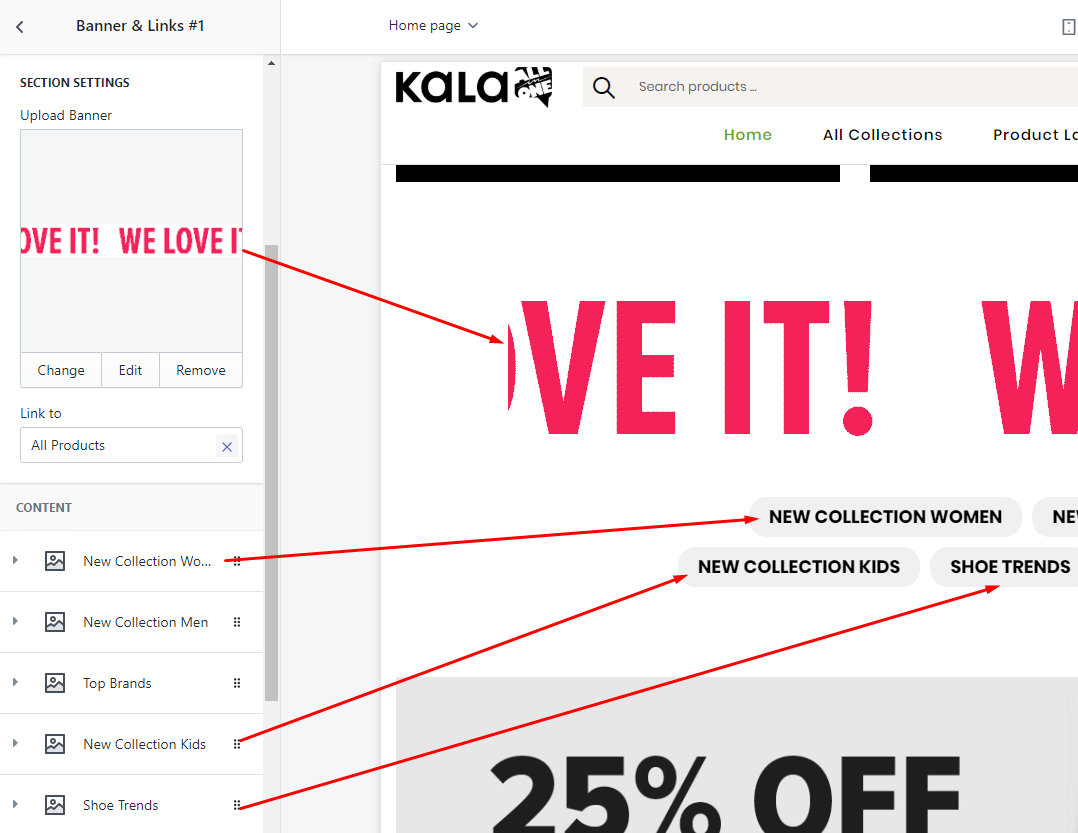 Banner & Links #1
SECTION SETTINGS
Upload Banner
OVE IT! WE LOVE IT
Change Edit Remove
Link to
All Products
CONTENT
New Collection Wo...
New Collection Men
Top Brands
New Collection Kids
Shoe Trends
Home page
KALA ALL
ONE
Search products ...
Home All Collections Product La
OVE IT! W
NEW COLLECTION WOMEN NE
NEW COLLECTION KIDS SHOE TRENDS
25% OFF